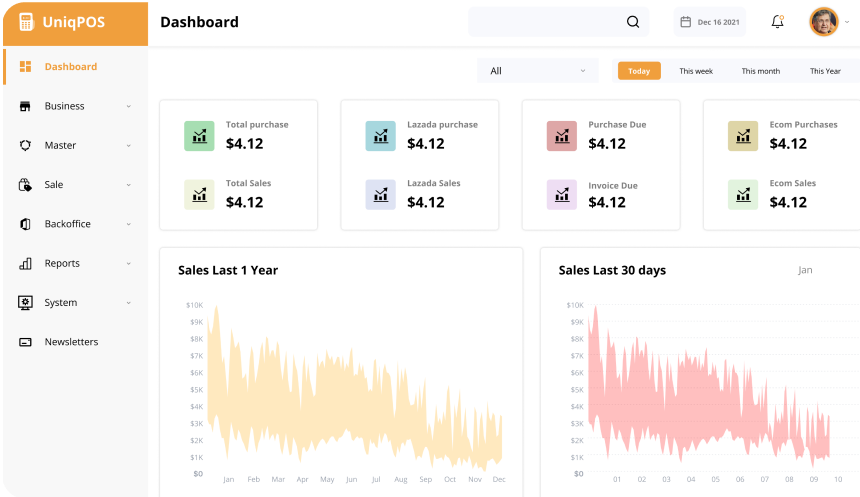 UniqPOS
Dashboard
Dec 16 2021
Dashboard
Business
Master
Sale
Backoffice
Reports
System
Newsletters
All
Today
This week
This month
This Year
Total purchase
$4.12
Total Sales
$4.12
Lazada purchase
$4.12
Lazada Sales
$4.12
Purchase Due
$4.12
Invoice Due
$4.12
Ecom Purchases
$4.12
Ecom Sales
$4.12
Sales Last 1 Year
$10K
$9K
$8K
$7K
$6K
$5K
$4K
$3K
$2K
$1K
$0
Jan Feb Mar Apr May Jun Jul Aug Sep Oct Nov Dec
Sales Last 30 days
Jan
$10K
$9K
$8K
$7K
$6K
$5K
$4K
$3K
$2K
$1K
$0
01 02 03 04 05 06 07 08 09 10